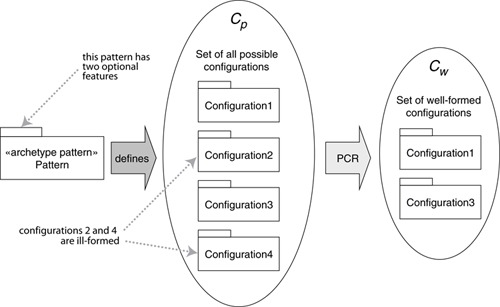 this pattern has
two optional
features
«archetype pattern»
Pattern
defines
Cp
Set of all possible
configurations
Configuration1
Configuration2
Configuration3
Configuration4
configurations 2 and 4
are ill-formed
PCR
Cw
Set of well-formed
configurations
Configuration1
Configuration3